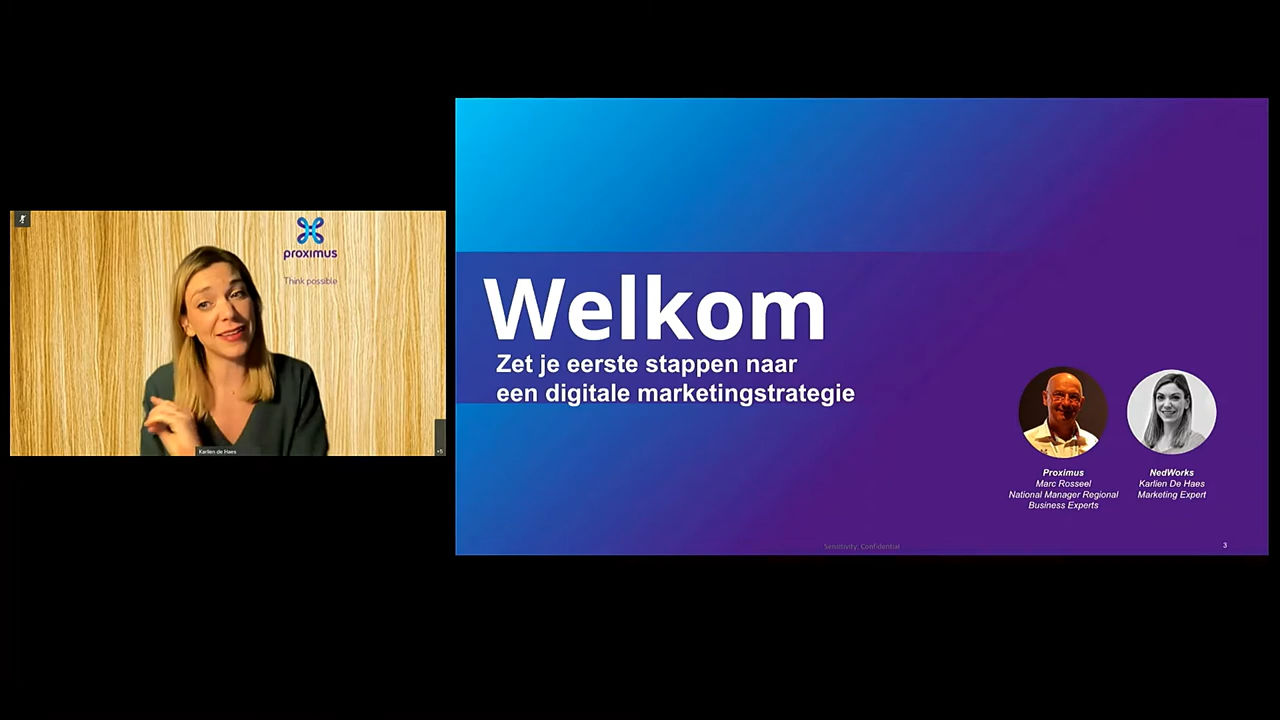 proximus
Think possible
Karlien de Haes
+5
Welkom
Zet je eerste stappen naar
een digitale marketingstrategie
Proximus
Marc Rosseel
National Manager Regional
Business Experts
NedWorks
Karlien De Haes
Marketing Expert
Sensitivity: Confidential
3